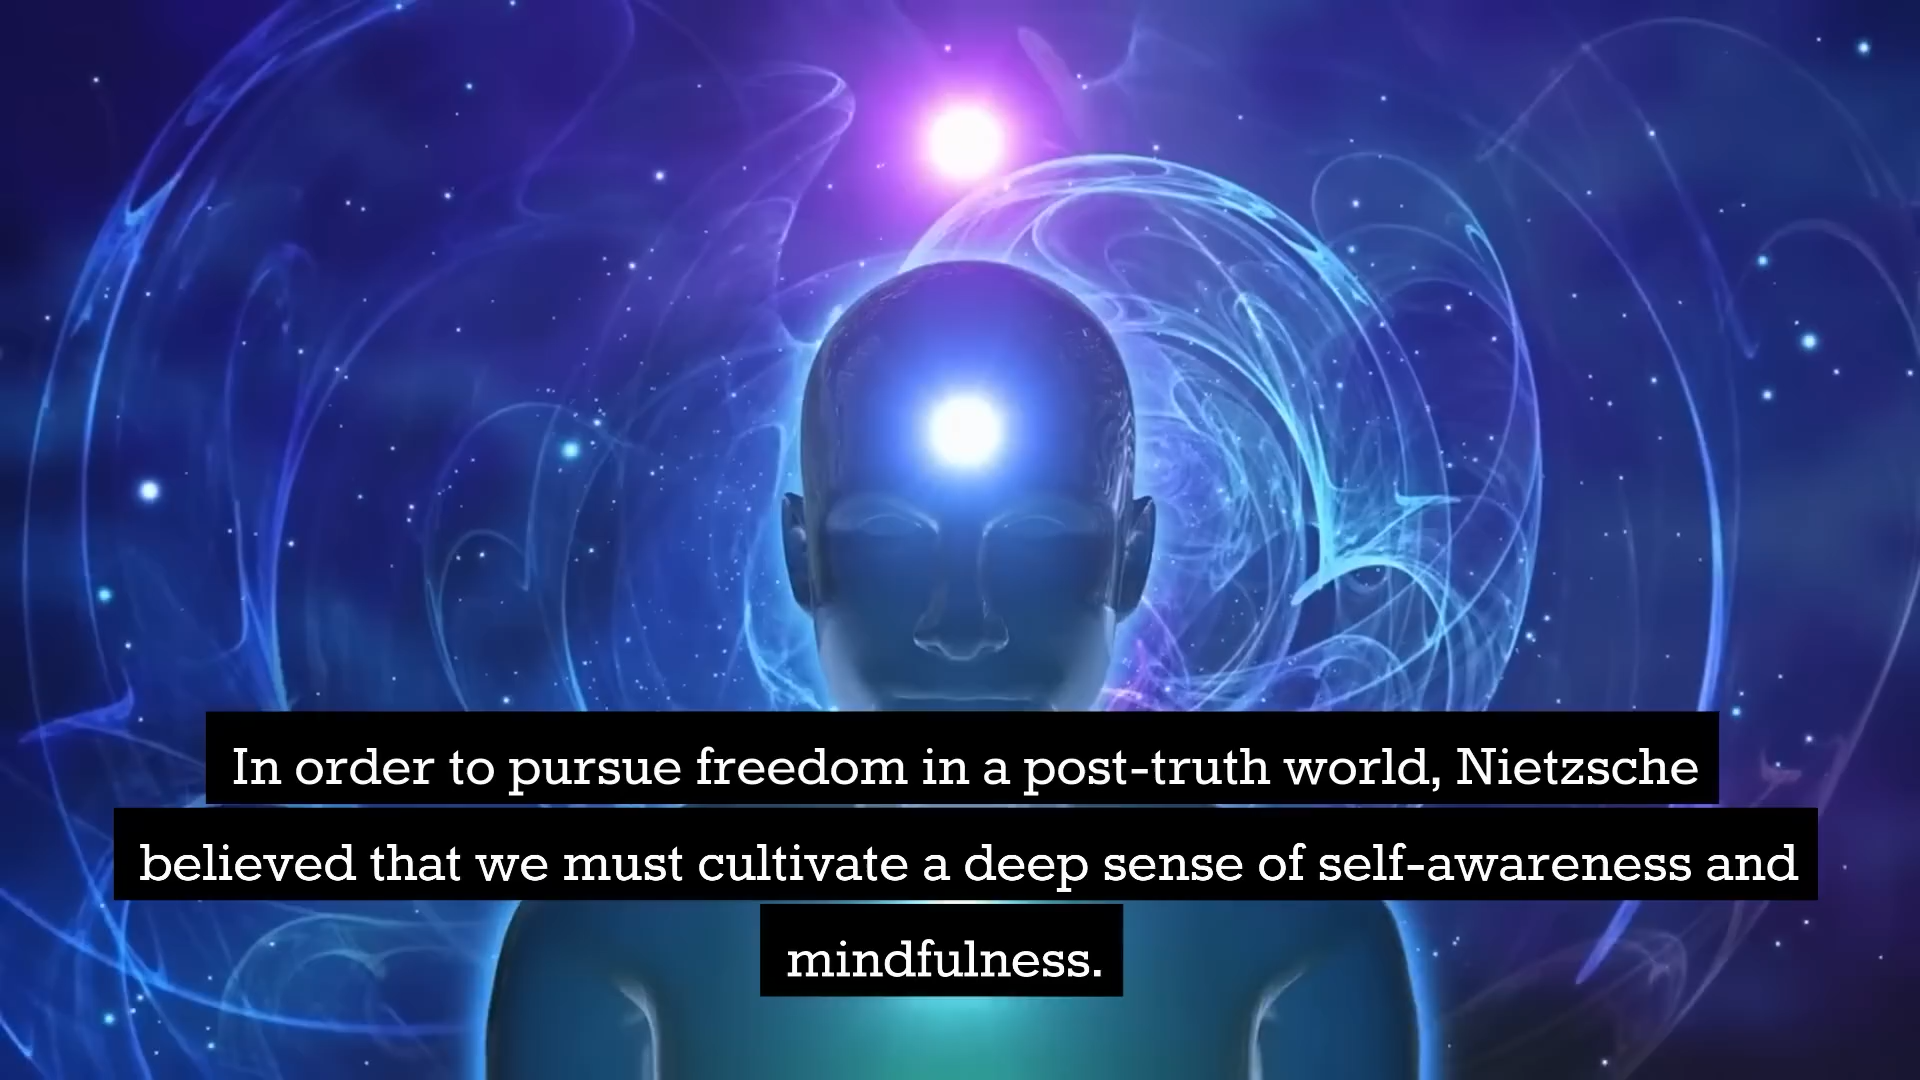 In order to pursue freedom in a post-truth world, Nietzsche
believed that we must cultivate a deep sense of self-awareness and
mindfulness.